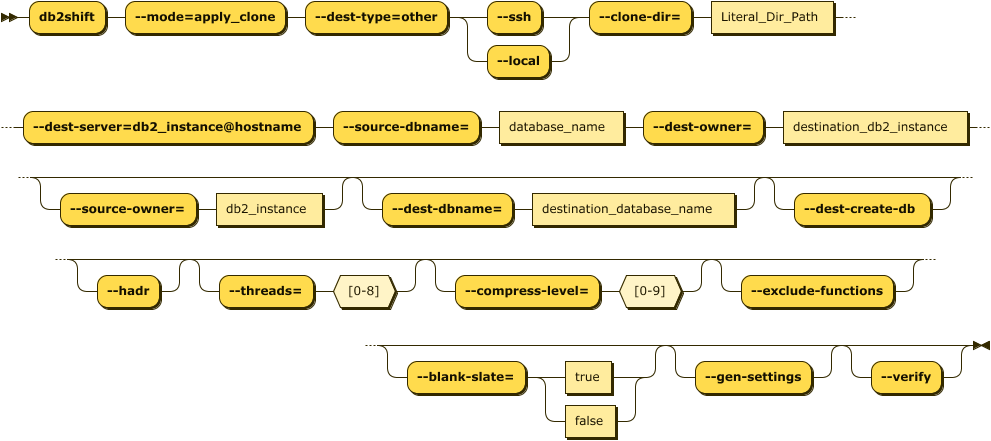 db2shift --mode=apply_clone --dest-type=other --ssh --clone-dir= Literal_Dir_Path
--local
--dest-server=db2_instance@hostname --source-dbname= database_name --dest-owner= destination_db2_instance
--source-owner= db2_instance --dest-dbname= destination_database_name --dest-create-db
--hadr --threads= [0-8] --compress-level= [0-9] --exclude-functions
--blank-slate= true --gen-settings --verify
false